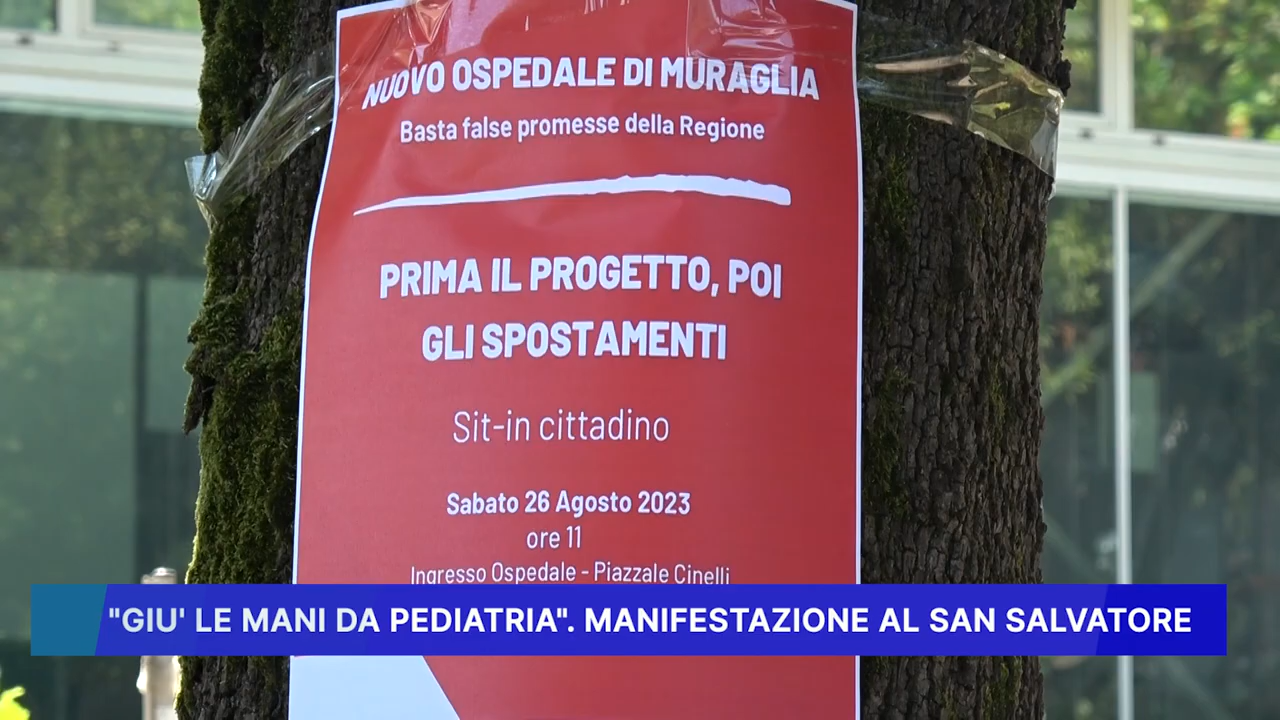 NUOVO OSPEDALE DI MURAGLIA
Basta false promesse della Regione
PRIMA IL PROGETTO, POI
GLI SPOSTAMENTI
Sit-in cittadino
Sabato 26 Agosto 2023
ore 11
Ingresso Ospedale - Piazzale Cinelli
"GIU' LE MANI DA PEDIATRIA". MANIFESTAZIONE AL SAN SALVATORE